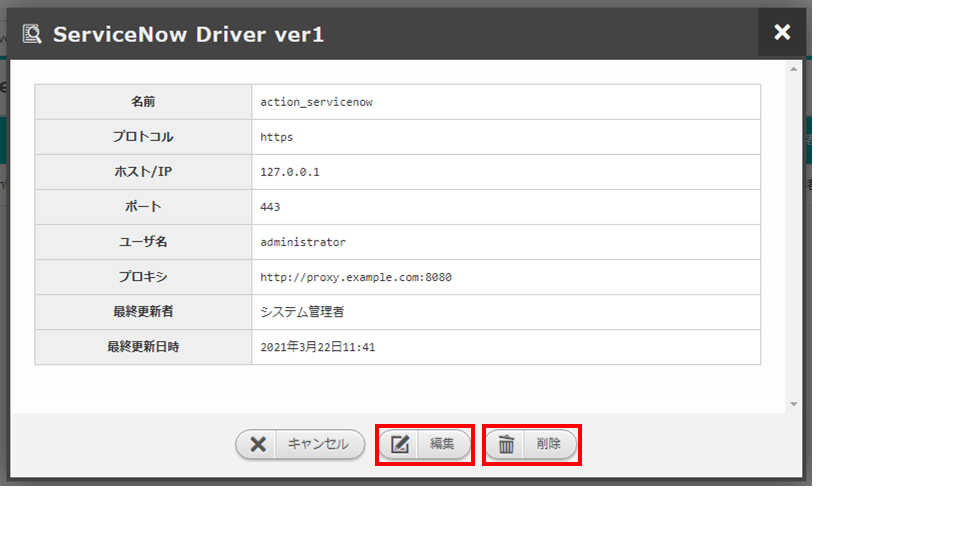 ServiceNow Driver ver1
名前 action_servicenow
プロトコル https
ホスト/IP 127.0.0.1
ポート 443
ユーザ名 administrator
プロキシ http://proxy.example.com:8080
最終更新者 システム管理者
最終更新日時 2021年3月22日11:41
キャンセル 編集 削除